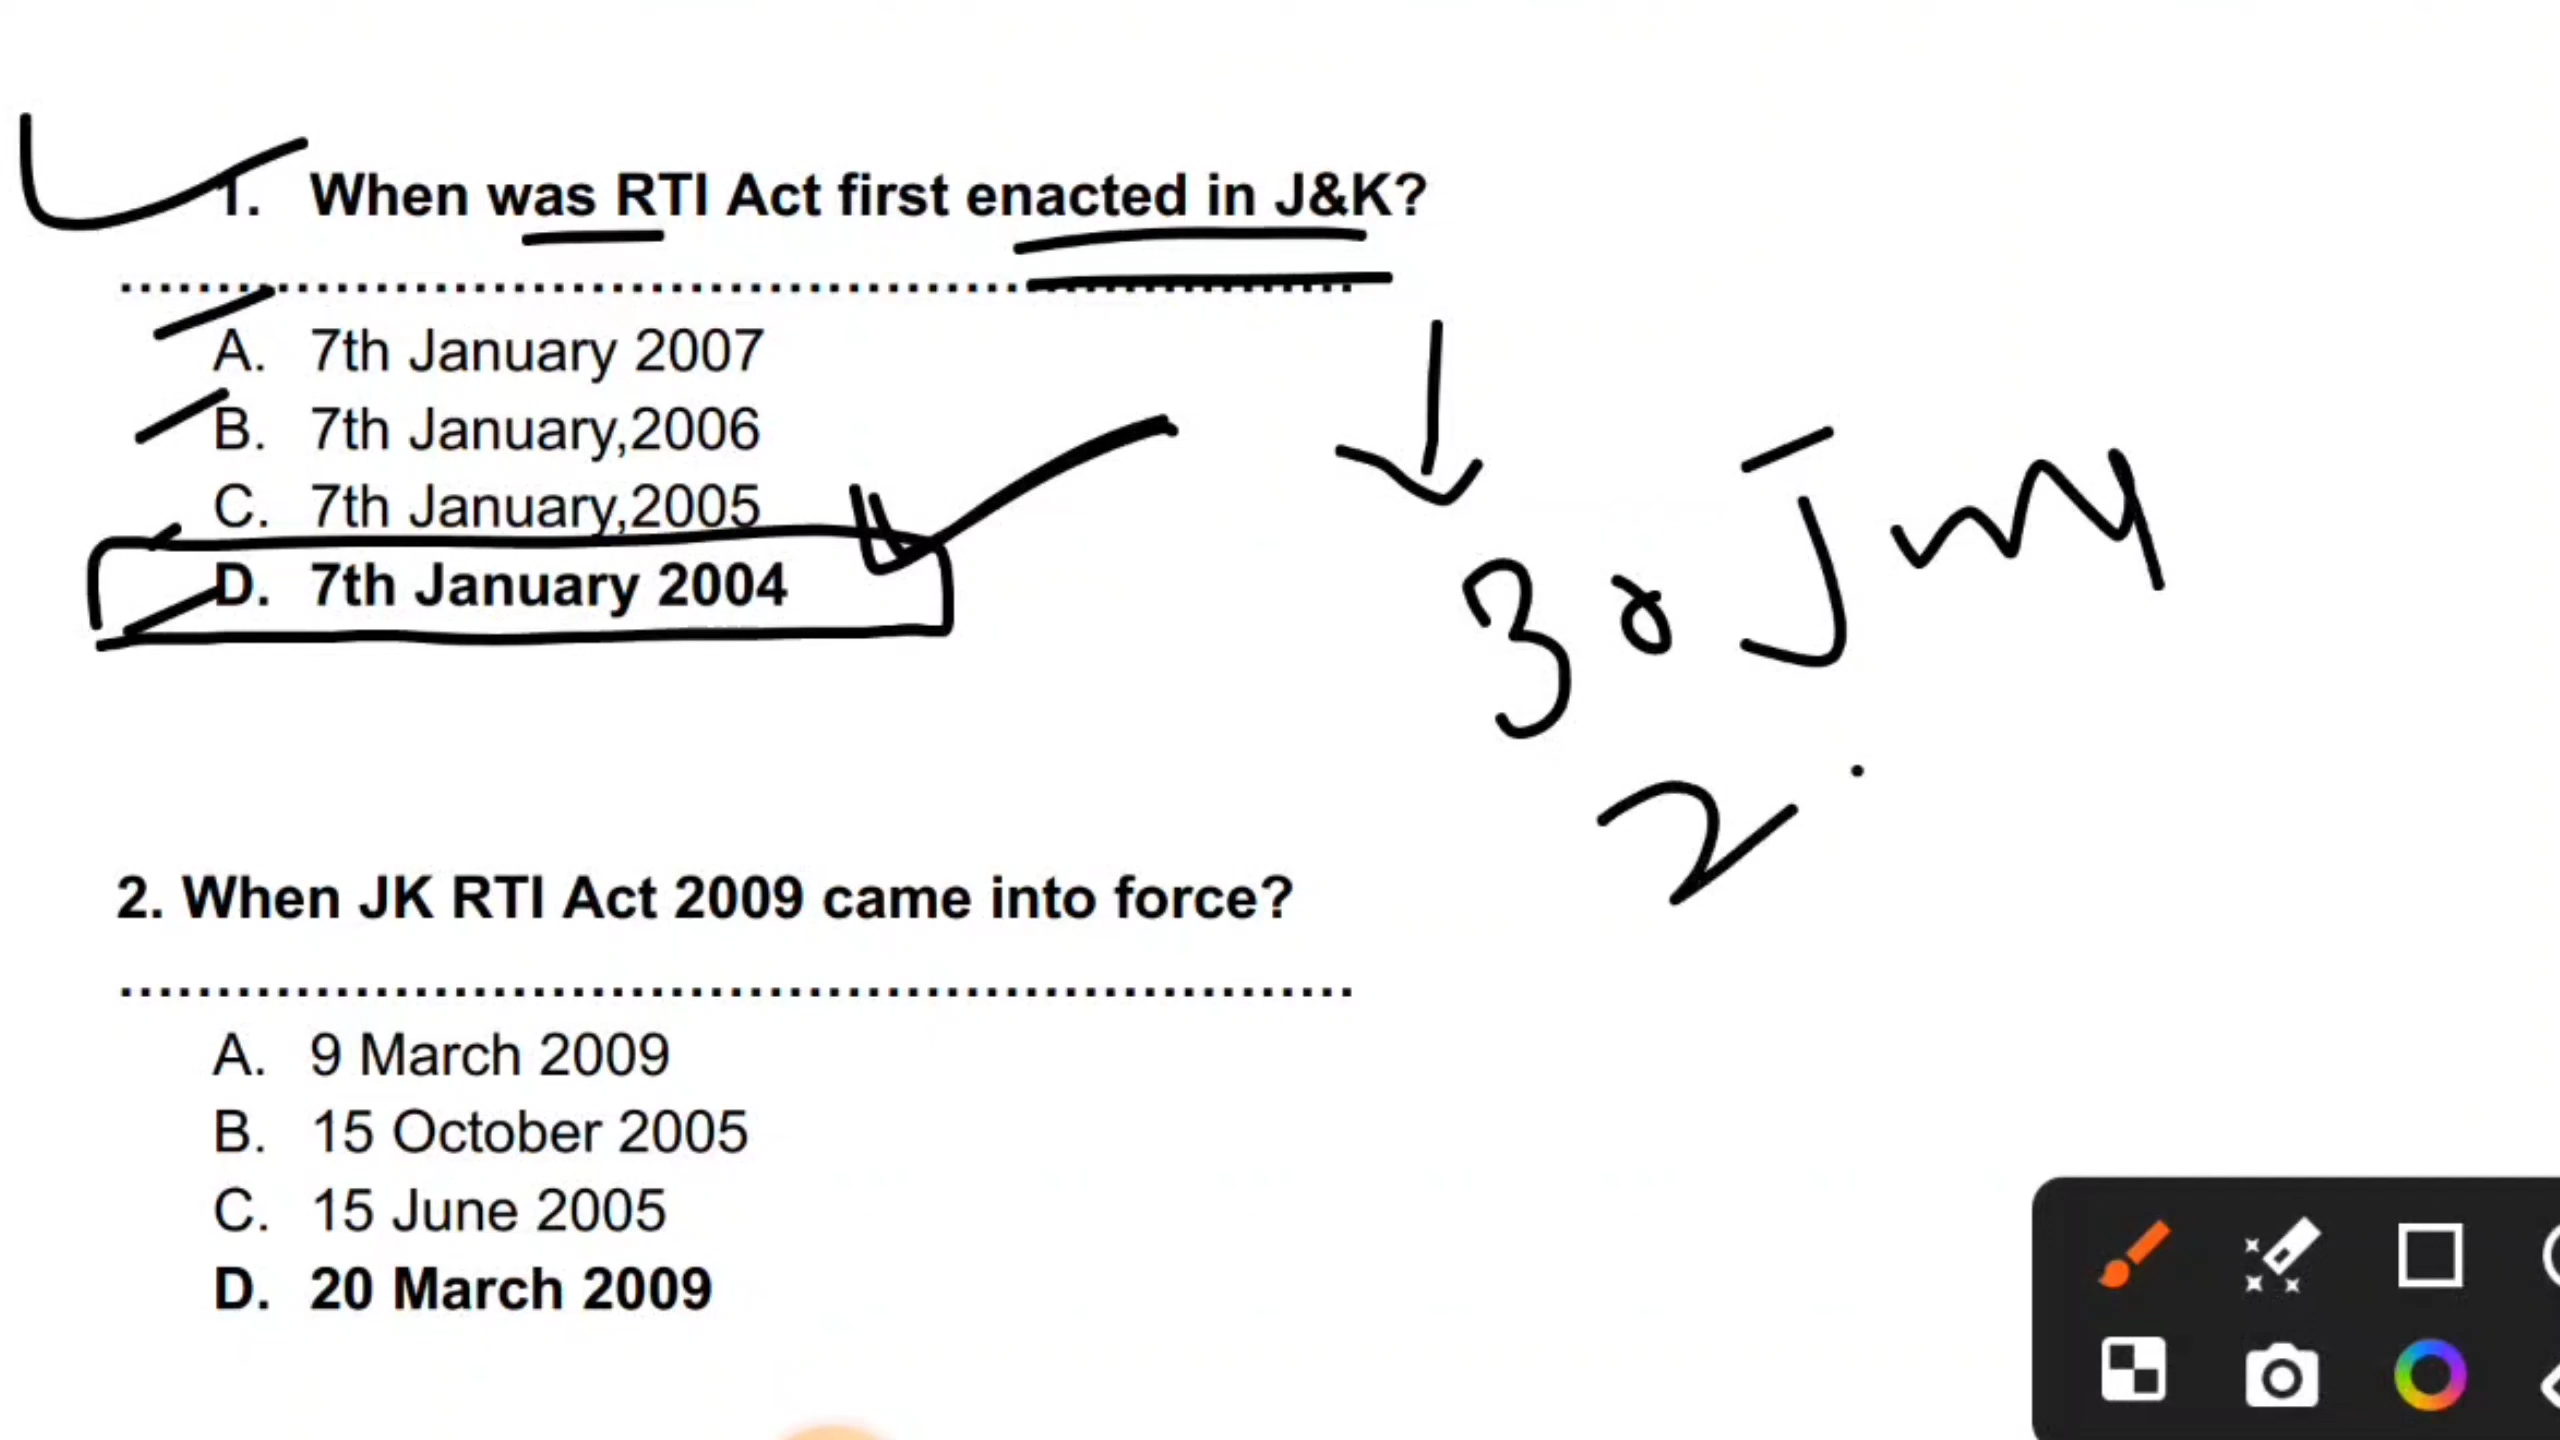 1. When was RTI Act first enacted in J&K?
...............................................................
A. 7th January 2007
B. 7th January,2006
C. 7th January,2005
D. 7th January 2004
30 Jany
2
2. When JK RTI Act 2009 came into force?
...............................................................
A. 9 March 2009
B. 15 October 2005
C. 15 June 2005
D. 20 March 2009